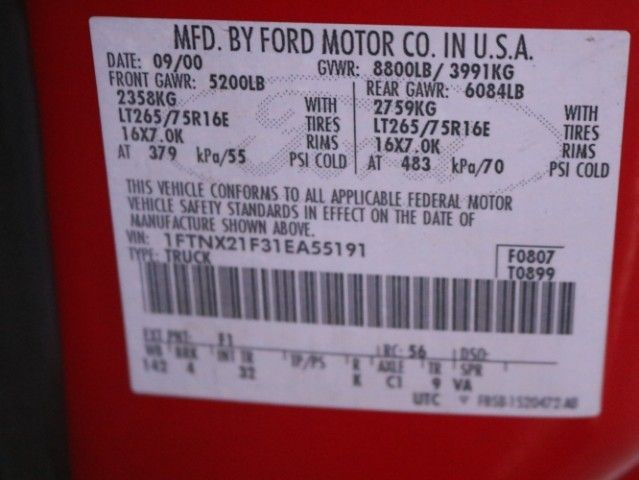 MFD. BY FORD MOTOR CO. IN U.S.A.
DATE: 09/00 GVWR: 8800LB/ 3991KG
FRONT GAWR: 5200LB REAR GAWR: 6084LB
2358KG WITH 2759KG WITH
LT265/75R16E TIRES LT265/75R16E TIRES
16X7.0K RIMS 16X7.0K RIMS
AT 379 kPa/55 PSI COLD AT 483 kPa/70 PSI COLD
THIS VEHICLE CONFORMS TO ALL APPLICABLE FEDERAL MOTOR
VEHICLE SAFETY STANDARDS IN EFFECT ON THE DATE OF
MANUFACTURE SHOWN ABOVE.
VIN: 1FTNX21F31EA55191
F0807
TYPE: TRUCK T0899
EXT PNT: F1 RC: 56 DSO:
WB BRK INT TR TP/PS R AXLE TR SPR
142 4 32 K C1 9 VA
UTC